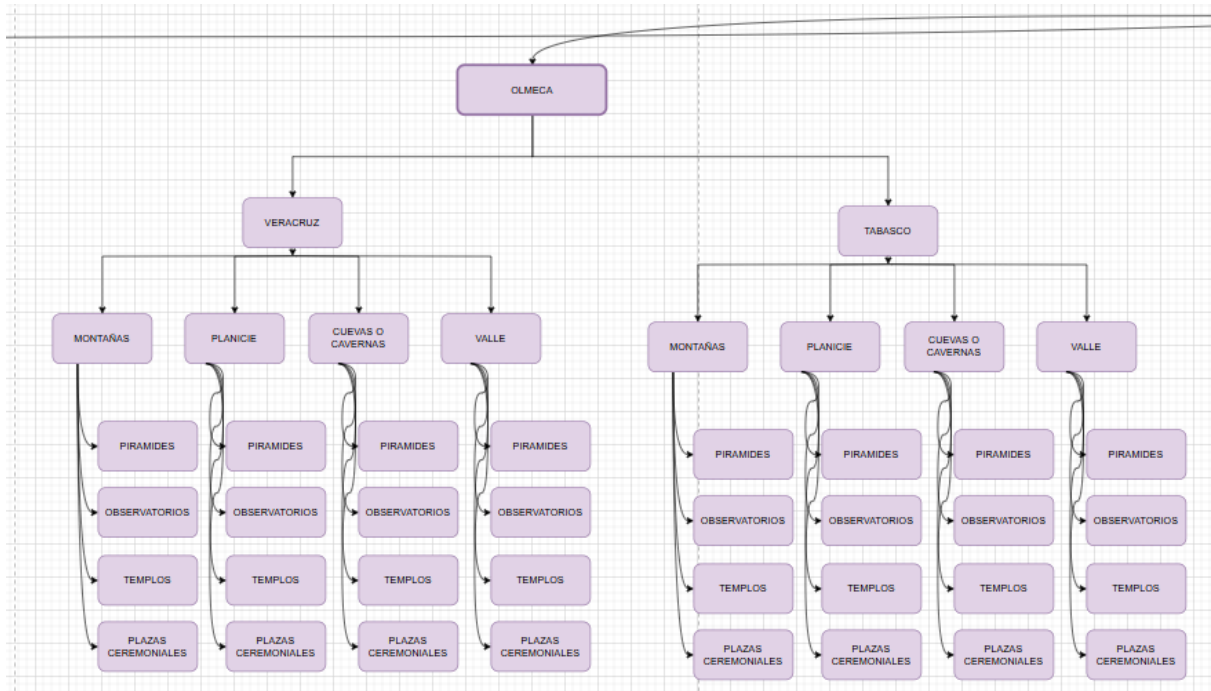 OLMECA
VERACRUZ
TABASCO
MONTAÑAS
PLANICIE
CUEVAS O
CAVERNAS
VALLE
MONTAÑAS
PLANICIE
CUEVAS O
CAVERNAS
VALLE
PIRAMIDES
PIRAMIDES
PIRAMIDES
PIRAMIDES
PIRAMIDES
PIRAMIDES
PIRAMIDES
PIRAMIDES
OBSERVATORIOS
OBSERVATORIOS
OBSERVATORIOS
OBSERVATORIOS
OBSERVATORIOS
OBSERVATORIOS
OBSERVATORIOS
OBSERVATORIOS
TEMPLOS
TEMPLOS
TEMPLOS
TEMPLOS
TEMPLOS
TEMPLOS
TEMPLOS
TEMPLOS
PLAZAS
CEREMONIALES
PLAZAS
CEREMONIALES
PLAZAS
CEREMONIALES
PLAZAS
CEREMONIALES
PLAZAS
CEREMONIALES
PLAZAS
CEREMONIALES
PLAZAS
CEREMONIALES
PLAZAS
CEREMONIALES